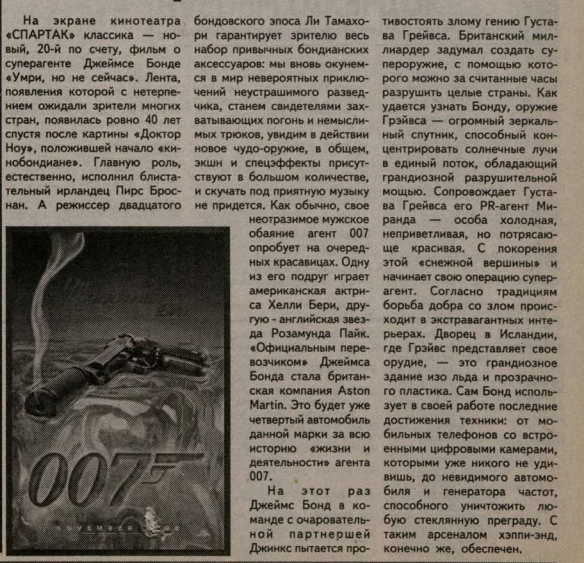 На экране кинотеатра
«СПАРТАК» классика — но-
вый, 20-й по счету, фильм о
суперагенте Джеймсе Бонде
«Умри, но не сейчас». Лента,
появления которой с нетерпе-
нием ожидали зрители многих
стран, появилась ровно 40 лет
спустя после картины «Доктор
Ноу», положившей начало «ки-
нобондиане». Главную роль,
естественно, исполнил блиста-
тельный ирландец Пирс Брос-
нан. А режиссер двадцатого
бондовского эпоса Ли Тамахо-
ри гарантирует зрителю весь
набор привычных бондианских
аксессуаров: мы вновь окунем-
ся в мир невероятных приклю-
чений неустрашимого развед-
чика, станем свидетелями зах-
ватывающих погонь и немысли-
мых трюков, увидим в действии
новое чудо-оружие, в общем,
экшн и спецэффекты присут-
ствуют в большом количестве,
и скучать под приятную музыку
не придется. Как обычно, свое
неотразимое мужское
обаяние агент 007
опробует на очеред-
ных красавицах. Одну
из его подруг играет
американская актри-
са Хелли Бери, дру-
гую - английская звез-
да Розамунда Пайк.
«Официальным пере-
возчиком» Джеймса
Бонда стала британ-
ская компания Aston
Martin. Это будет уже
четвертый автомобиль
данной марки за всю
историю «жизни и
деятельности» агента
007.
На этот раз
Джеймс Бонд в ко-
манде с очарователь-
ной партнершей
Джинкс пытается про-
тивостоять злому гению Густа-
ва Грейвса. Британский мил-
лиардер задумал создать су-
пероружие, с помощью кото-
рого можно за считанные часы
разрушить целые страны. Как
удается узнать Бонду, оружие
Грэйвса — огромный зеркаль-
ный спутник, способный кон-
центрировать солнечные лучи
в единый поток, обладающий
грандиозной разрушительной
мощью. Сопровождает Густа-
ва Грейвса его PR-агент Ми-
ранда — особа холодная,
неприветливая, но потрясаю-
ще красивая. С покорения
этой «снежной вершины» и
начинает свою операцию супер-
агент. Согласно традициям
борьба добра со злом проис-
ходит в экстравагантных инте-
рьерах. Дворец в Исландии,
где Грэйвс представляет свое
орудие, — это грандиозное
здание изо льда и прозрачно-
го пластика. Сам Бонд исполь-
зует в своей работе последние
достижения техники: от мо-
бильных телефонов со встро-
енными цифровыми камерами,
которыми уже никого не уди-
вишь, до невидимого автомо-
биля и генератора частот,
способного уничтожить лю-
бую стеклянную преграду. С
таким арсеналом хэппи-энд,
конечно же, обеспечен.
007
NOVEMBER